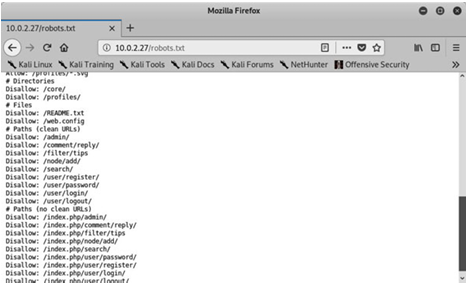 Mozilla Firefox
10.0.2.27/robots.txt
10.0.2.27/robots.txt
Kali Linux Kali Training Kali Tools Kali Docs Kali Forums NetHunter Offensive Security
Allow: /profiles/*.svg
# Directories
Disallow: /core/
Disallow: /profiles/
# Files
Disallow: /README.txt
Disallow: /web.config
# Paths (clean URLs)
Disallow: /admin/
Disallow: /comment/reply/
Disallow: /filter/tips
Disallow: /node/add/
Disallow: /search/
Disallow: /user/register/
Disallow: /user/password/
Disallow: /user/login/
Disallow: /user/logout/
# Paths (no clean URLs)
Disallow: /index.php/admin/
Disallow: /index.php/comment/reply/
Disallow: /index.php/filter/tips
Disallow: /index.php/node/add/
Disallow: /index.php/search/
Disallow: /index.php/user/password/
Disallow: /index.php/user/register/
Disallow: /index.php/user/login/
Disallow: /index.php/user/logout/